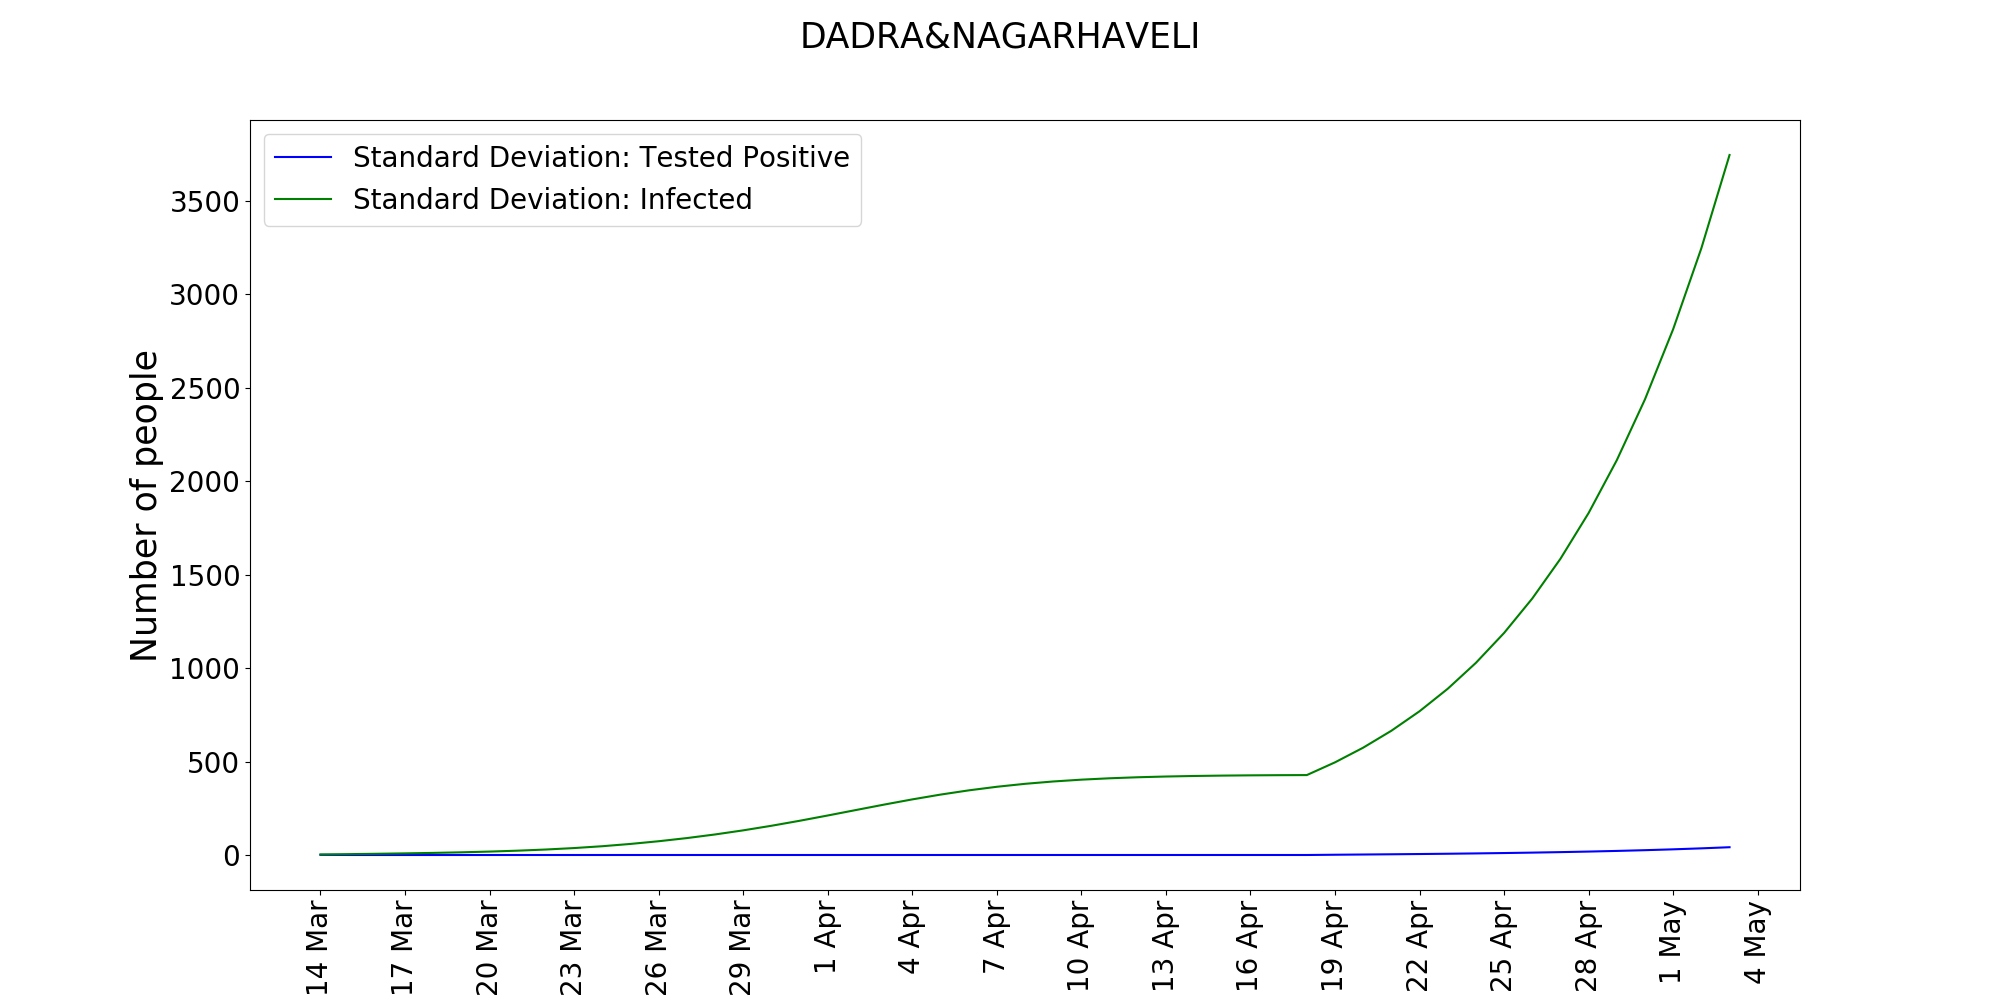 DADRA&NAGARHAVELI
Standard Deviation: Tested Positive
Standard Deviation: Infected
Number of people
3500
3000
2500
2000
1500
1000
500
0
14 Mar
17 Mar
20 Mar
23 Mar
26 Mar
29 Mar
1 Apr
4 Apr
7 Apr
10 Apr
13 Apr
16 Apr
19 Apr
22 Apr
25 Apr
28 Apr
1 May
4 May